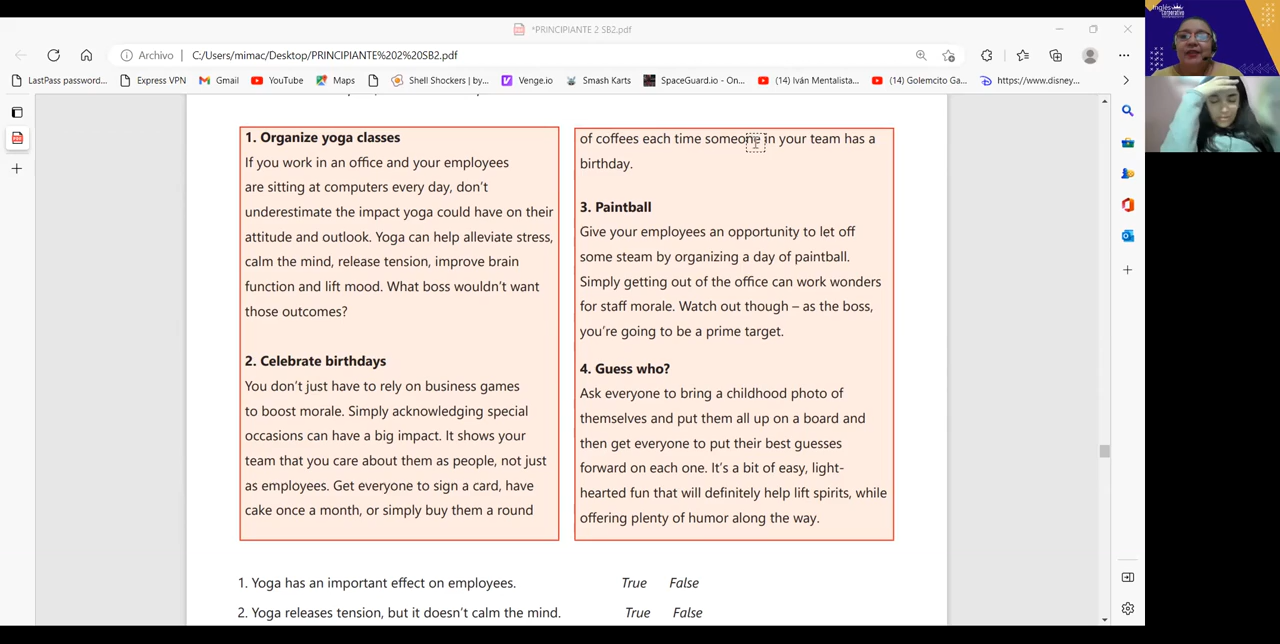 *PRINCIPIANTE 2 SB2.pdf
Archivo
C:/Users/mimac/Desktop/PRINCIPIANTE%202%20SB2.pdf
LastPass password...
Express VPN
Gmail
YouTube
Maps
Shell Shockers | by...
Venge.io
Smash Karts
SpaceGuard.io - On...
(14) Iván Mentalista...
(14) Golemcito Ga...
https://www.disney...
1. Organize yoga classes
If you work in an office and your employees
are sitting at computers every day, don't
underestimate the impact yoga could have on their
attitude and outlook. Yoga can help alleviate stress,
calm the mind, release tension, improve brain
function and lift mood. What boss wouldn't want
those outcomes?
2. Celebrate birthdays
You don't just have to rely on business games
to boost morale. Simply acknowledging special
occasions can have a big impact. It shows your
team that you care about them as people, not just
as employees. Get everyone to sign a card, have
cake once a month, or simply buy them a round
of coffees each time someone in your team has a
birthday.
3. Paintball
Give your employees an opportunity to let off
some steam by organizing a day of paintball.
Simply getting out of the office can work wonders
for staff morale. Watch out though – as the boss,
you're going to be a prime target.
4. Guess who?
Ask everyone to bring a childhood photo of
themselves and put them all up on a board and
then get everyone to put their best guesses
forward on each one. It's a bit of easy, light-
hearted fun that will definitely help lift spirits, while
offering plenty of humor along the way.
1. Yoga has an important effect on employees. True False
2. Yoga releases tension, but it doesn't calm the mind. True False
Inglés
Corporativo